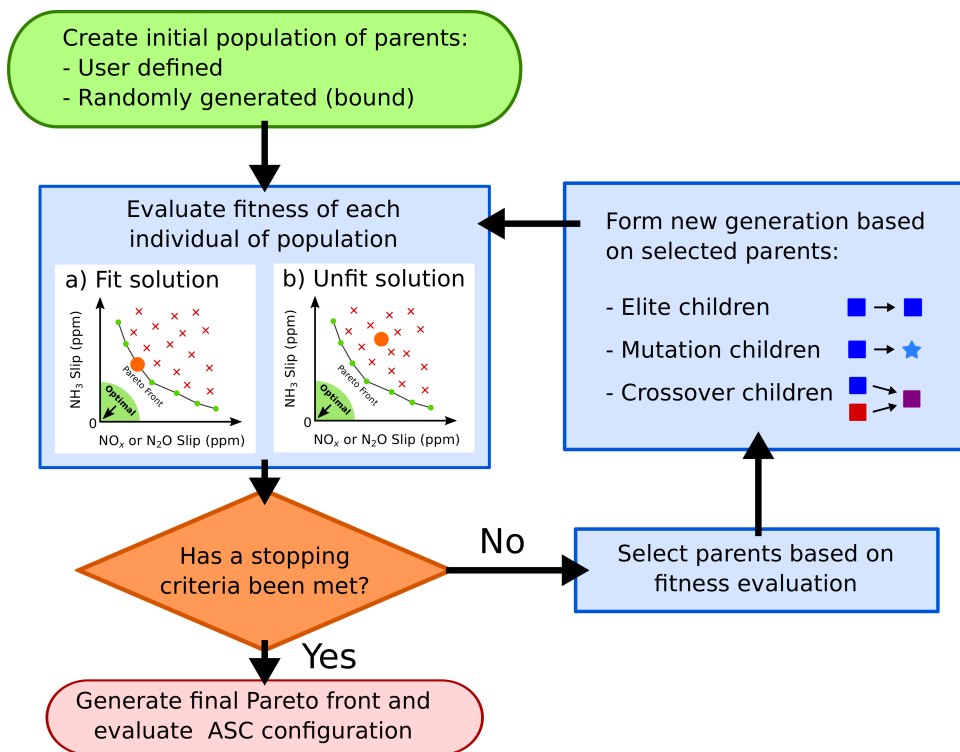 Create initial population of parents:
- User defined
- Randomly generated (bound)
Evaluate fitness of each
individual of population
a) Fit solution
NH₃ Slip (ppm)
Pareto Front
Optimal
0
NOₓ or N₂O Slip (ppm)
b) Unfit solution
NH₃ Slip (ppm)
Pareto Front
Optimal
0
NOₓ or N₂O Slip (ppm)
Form new generation based
on selected parents:
- Elite children
- Mutation children
- Crossover children
Has a stopping
criteria been met?
No
Select parents based on
fitness evaluation
Yes
Generate final Pareto front and
evaluate ASC configuration